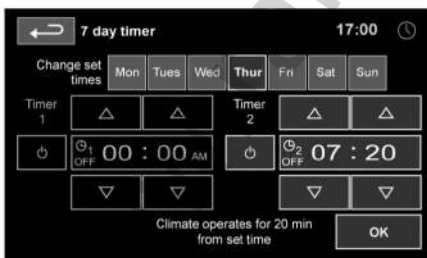 7 day timer 17:00
Change set times Mon Tues Wed Thur Fri Sat Sun
Timer 1 Timer 2
1 OFF 00 : 00 AM 2 OFF 07 : 20
Climate operates for 20 min
from set time
OK